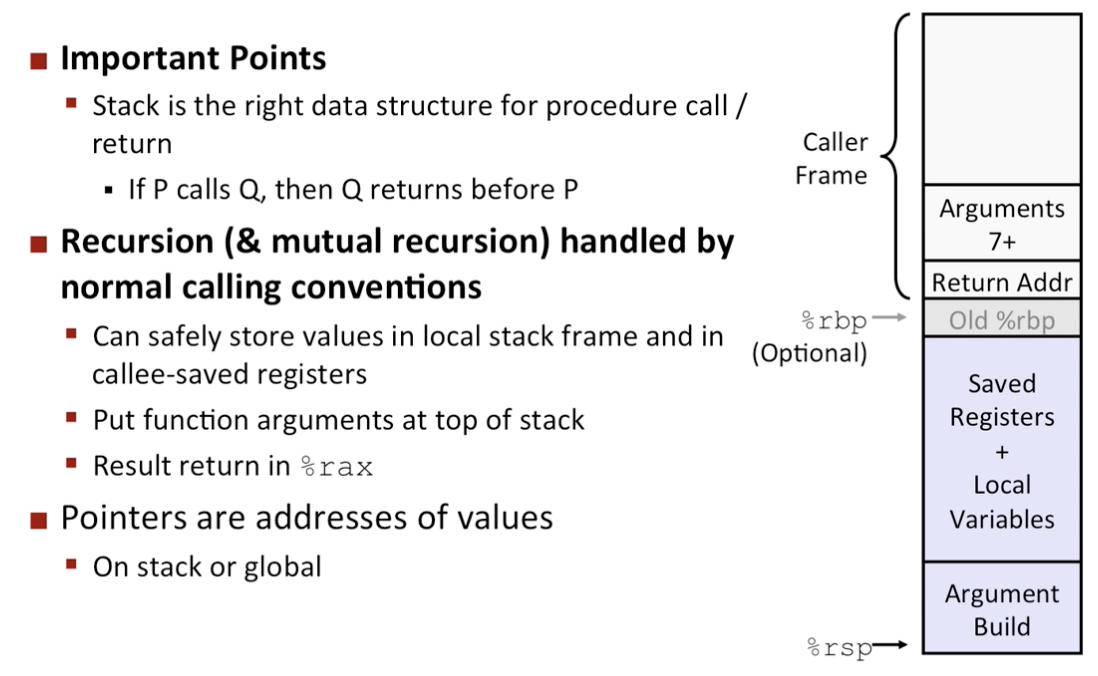 Important Points
Stack is the right data structure for procedure call /
return
If P calls Q, then Q returns before P
Recursion (& mutual recursion) handled by
normal calling conventions
Can safely store values in local stack frame and in
callee-saved registers
Put function arguments at top of stack
Result return in %rax
Pointers are addresses of values
On stack or global
Caller
Frame
Arguments
7+
Return Addr
%rbp
(Optional)
Old %rbp
Saved
Registers
+
Local
Variables
Argument
Build
%rsp